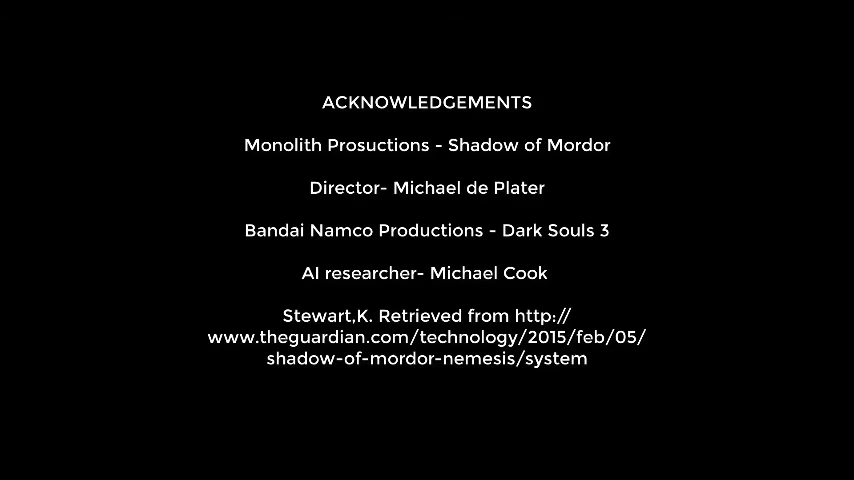 ACKNOWLEDGEMENTS
Monolith Prosuctions - Shadow of Mordor
Director- Michael de Plater
Bandai Namco Productions - Dark Souls 3
AI researcher- Michael Cook
Stewart,K. Retrieved from http://
www.theguardian.com/technology/2015/feb/05/
shadow-of-mordor-nemesis/system